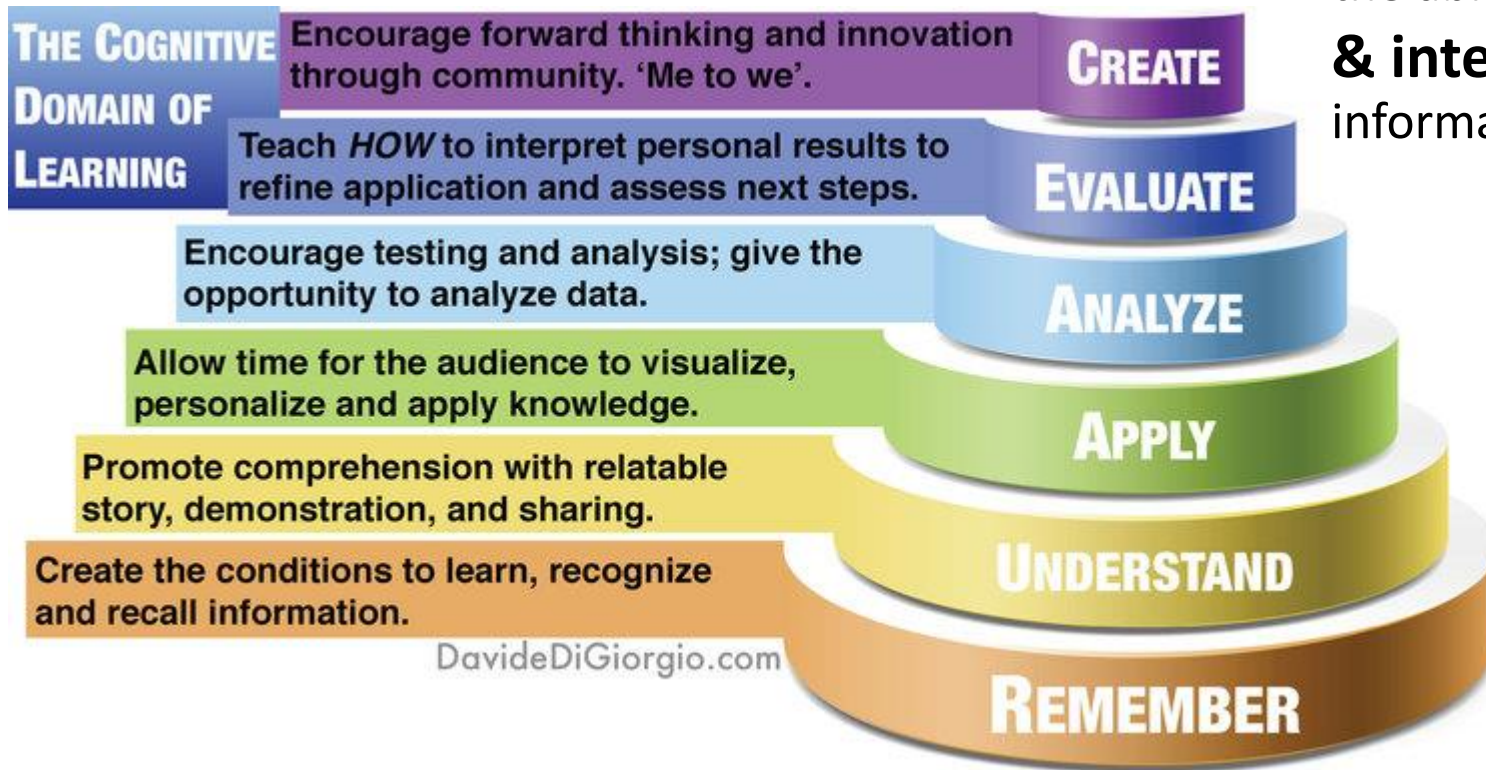 THE COGNITIVE
DOMAIN OF
LEARNING
Encourage forward thinking and innovation
through community. ‘Me to we’.
CREATE
Teach HOW to interpret personal results to
refine application and assess next steps.
EVALUATE
Encourage testing and analysis; give the
opportunity to analyze data.
ANALYZE
Allow time for the audience to visualize,
personalize and apply knowledge.
APPLY
Promote comprehension with relatable
story, demonstration, and sharing.
UNDERSTAND
Create the conditions to learn, recognize
and recall information.
REMEMBER
DavideDiGiorgio.com
&